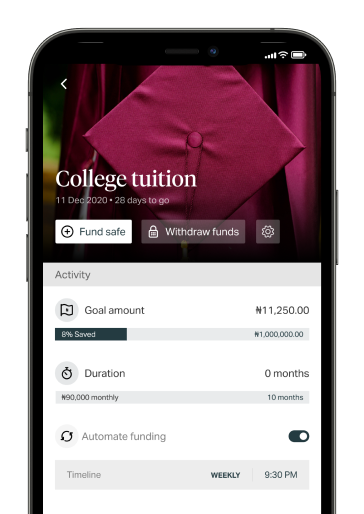 College tuition
11 Dec 2020 • 28 days to go
Fund safe
Withdraw funds
Activity
Goal amount
₦11,250.00
8% Saved
₦1,000,000.00
Duration
0 months
₦90,000 monthly
10 months
Automate funding
Timeline
WEEKLY
9:30 PM